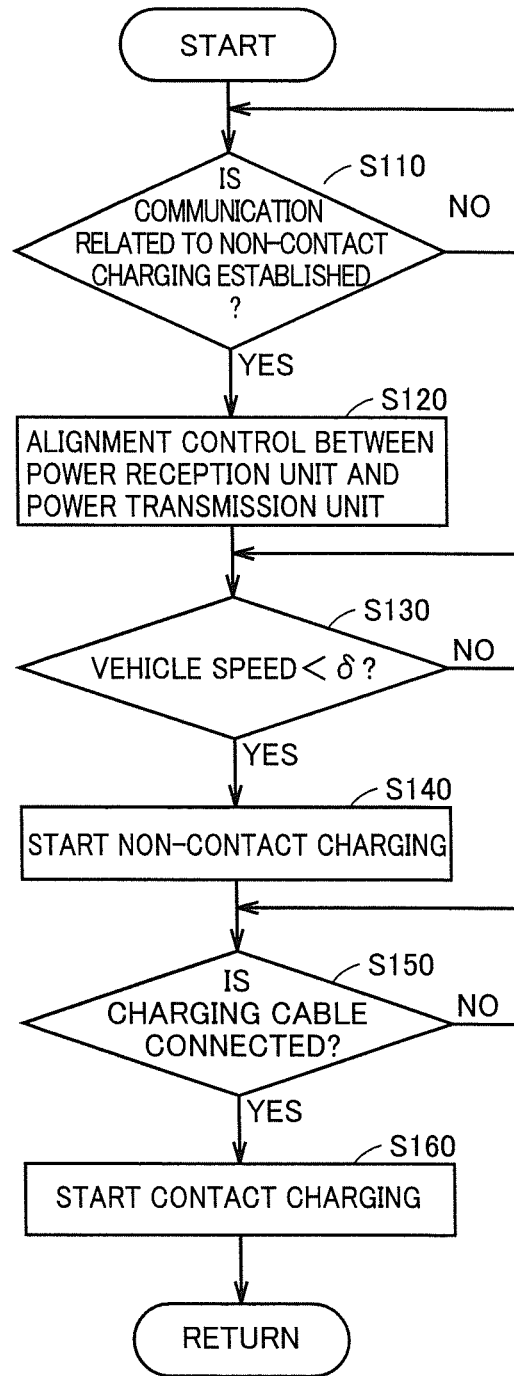 START
S110
IS
COMMUNICATION
RELATED TO NON-CONTACT
CHARGING ESTABLISHED
?
NO
YES
S120
ALIGNMENT CONTROL BETWEEN
POWER RECEPTION UNIT AND
POWER TRANSMISSION UNIT
S130
VEHICLE SPEED < δ ?
NO
YES
S140
START NON-CONTACT CHARGING
S150
IS
CHARGING CABLE
CONNECTED?
NO
YES
S160
START CONTACT CHARGING
RETURN